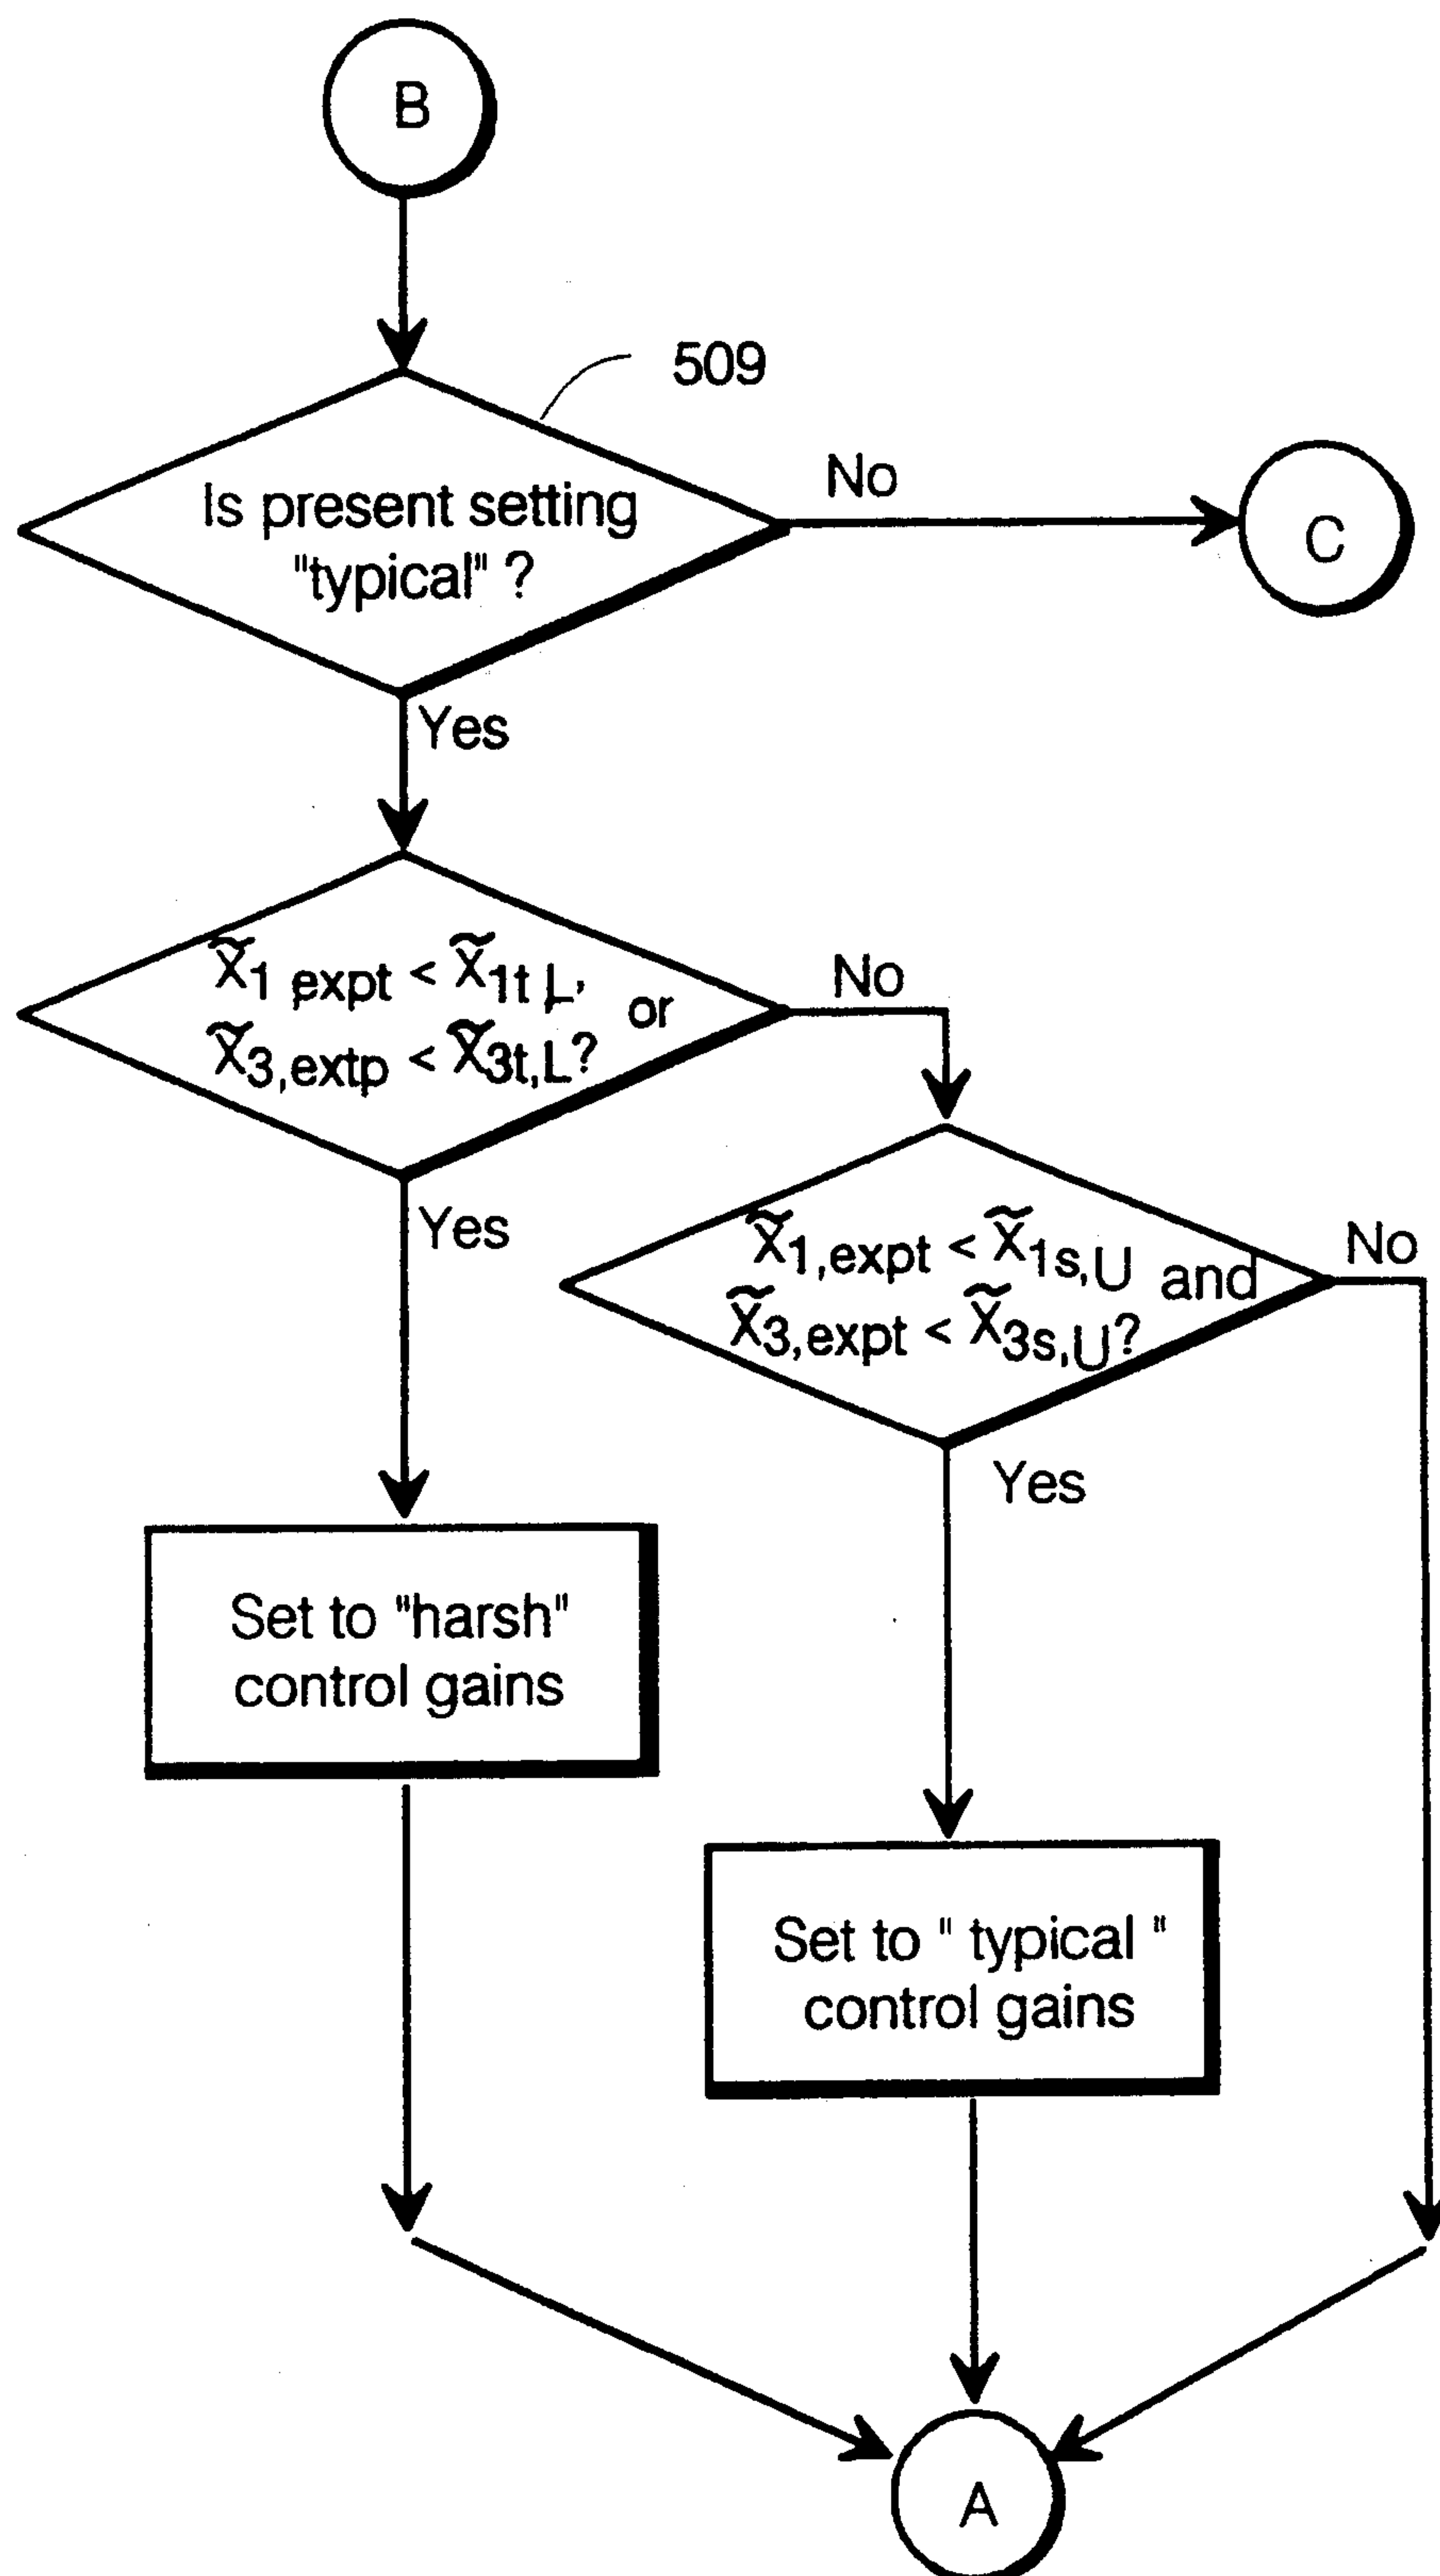 B
509
Is present setting
"typical" ?
No
C
Yes
X̃1 expt < X̃1t L, or
X̃3,extp < X̃3t,L?
No
Yes
X̃1,expt < X̃1s,U and
X̃3,expt < X̃3s,U?
No
Yes
Set to "harsh"
control gains
Set to " typical "
control gains
A